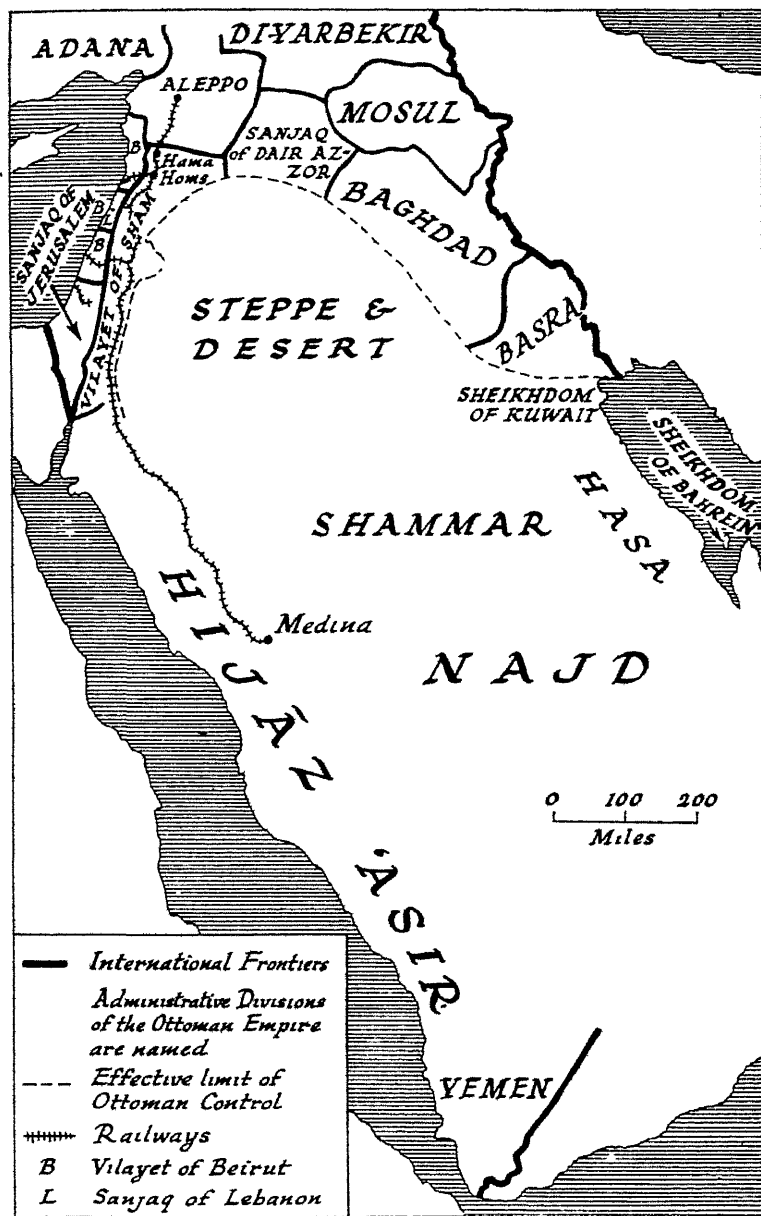 ADANA
DI-YARBEKIR
ALEPPO
MOSUL
B
Hama
Homs
SANJAQ
of DAIR AZ-
ZOR
BAGHDAD
SANJAQ OF
JERUSALEM
B
L
B
VILAYET OF SHAM
STEPPE &
DESERT
BASRA
SHEIKHDOM
OF KUWAIT
SHEIKHDOM
OF BAHREIN
HASA
SHAMMAR
HIJĀZ
Medina
NAJD
0 100 200
Miles
'ASIR
YEMEN
International Frontiers
Administrative Divisions
of the Ottoman Empire
are named
Effective limit of
Ottoman Control
Railways
B Vilayet of Beirut
L Sanjaq of Lebanon